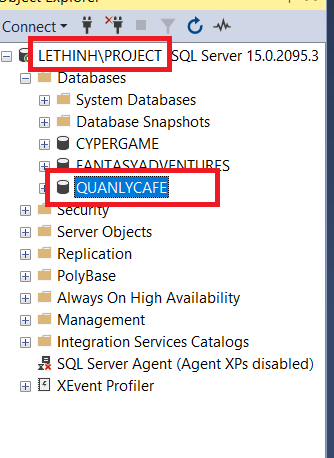 Object Explorer
Connect
LETHINH\PROJECT SQL Server 15.0.2095.3
Databases
System Databases
Database Snapshots
CYPERGAME
FANTASYADVENTURES
QUANLYCAFE
Security
Server Objects
Replication
PolyBase
Always On High Availability
Management
Integration Services Catalogs
SQL Server Agent (Agent XPs disabled)
XEvent Profiler